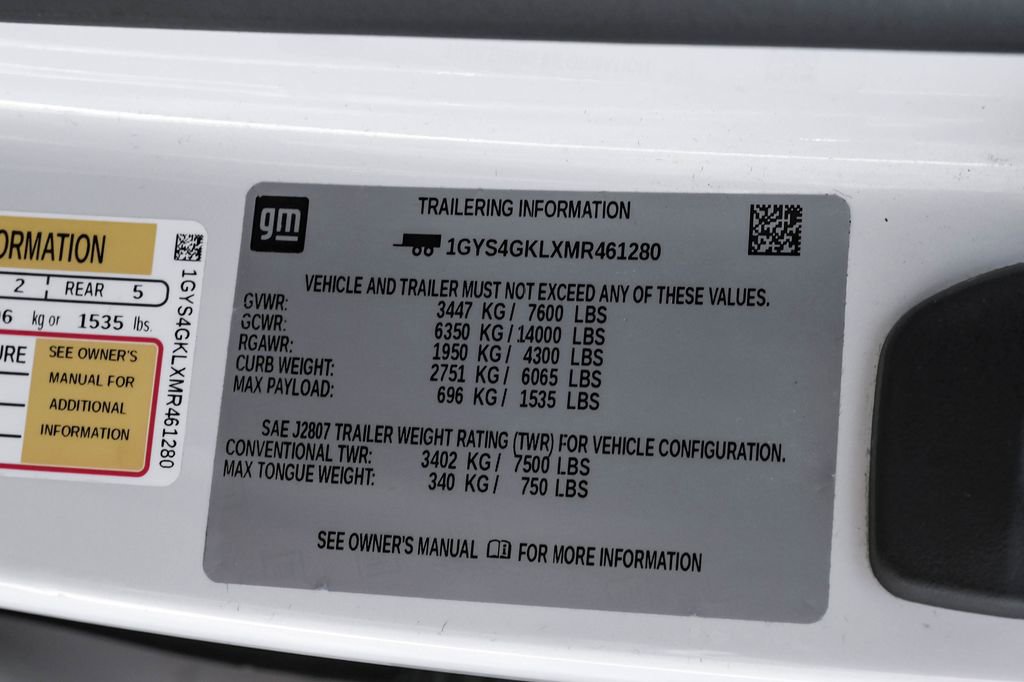 ORMATION
2 REAR 5
6 kg or 1535 lbs.
URE
SEE OWNER'S
MANUAL FOR
ADDITIONAL
INFORMATION
1GYS4GKLXMR461280
gm
TRAILERING INFORMATION
1GYS4GKLXMR461280
VEHICLE AND TRAILER MUST NOT EXCEED ANY OF THESE VALUES.
GVWR: 3447 KG/ 7600 LBS
GCWR: 6350 KG/14000 LBS
RGAWR: 1950 KG/ 4300 LBS
CURB WEIGHT: 2751 KG/ 6065 LBS
MAX PAYLOAD: 696 KG/ 1535 LBS
SAE J2807 TRAILER WEIGHT RATING (TWR) FOR VEHICLE CONFIGURATION.
CONVENTIONAL TWR: 3402 KG/ 7500 LBS
MAX TONGUE WEIGHT: 340 KG/ 750 LBS
SEE OWNER'S MANUAL FOR MORE INFORMATION